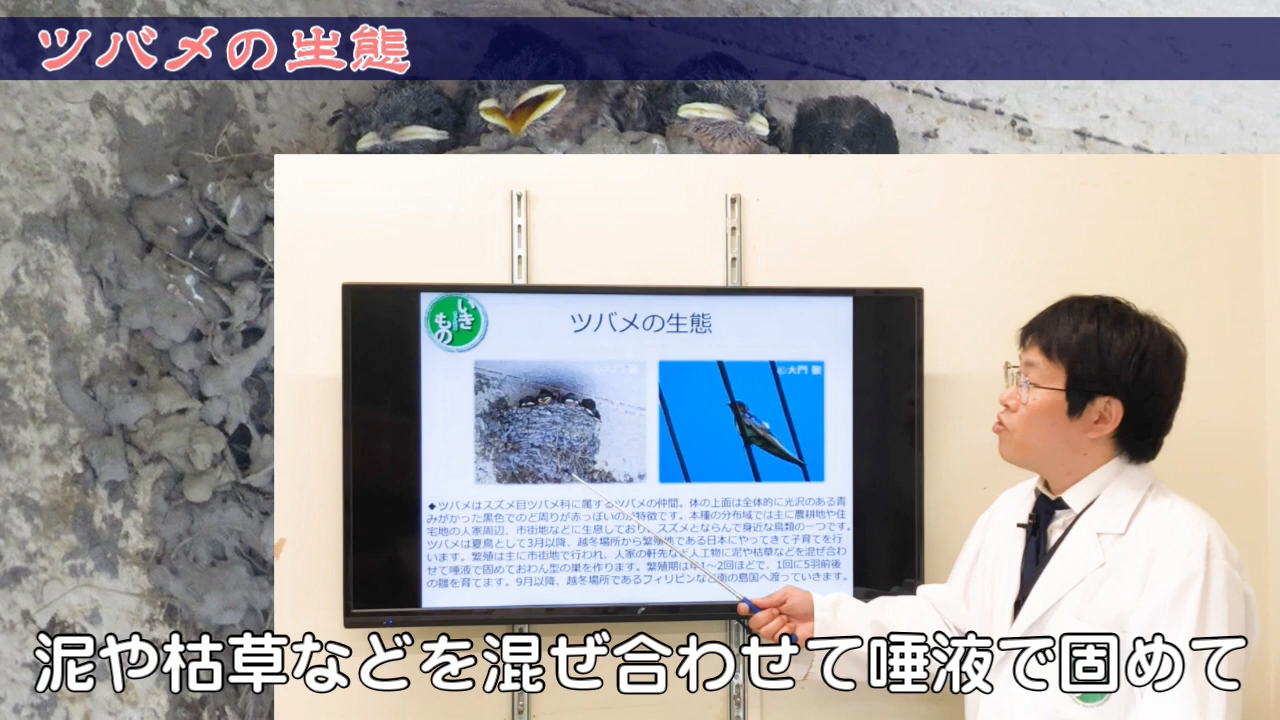 ツバメの生態
いきもの
ツバメの生態
©大門 聖
◆ツバメはスズメ目ツバメ科に属するツバメの仲間。体の上面は全体的に光沢のある青
みがかった黒色でのど周りが赤っぽいのが特徴です。本種の分布域では主に農耕地や住
宅地の人家周辺、市街地などに生息しており、スズメとならんで身近な鳥類の一つです。
ツバメは夏鳥として3月以降、越冬場所から繁殖地である日本にやってきて子育てを行
います。繁殖は主に市街地で行われ、人家の軒先など人工物に泥や枯草などを混ぜ合わ
せて唾液で固めておわん型の巣を作ります。繁殖期は年1～2回ほどで、1回に5羽前後
の雛を育てます。9月以降、越冬場所であるフィリピンなど南の島国へ渡っていきます。
泥や枯草などを混ぜ合わせて唾液で固めて